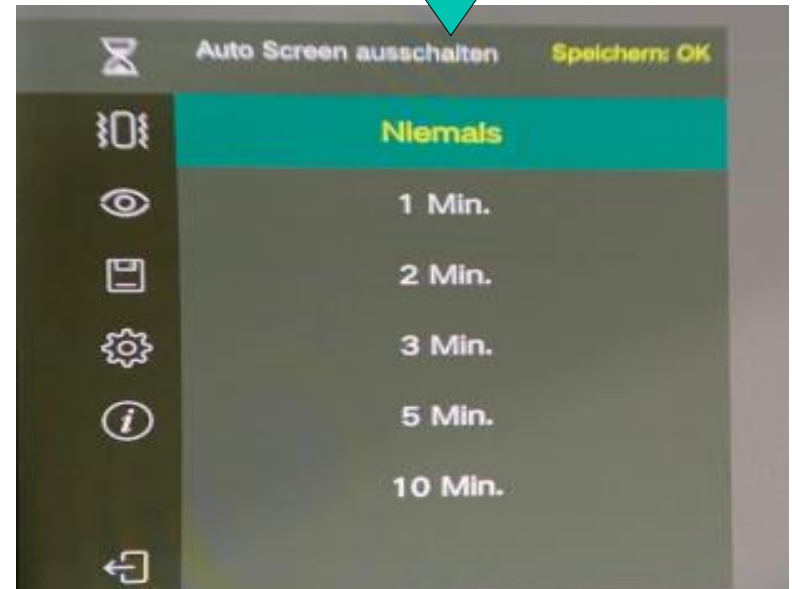 Auto Screen ausschalten Speichern: OK
Niemals
1 Min.
2 Min.
3 Min.
5 Min.
10 Min.